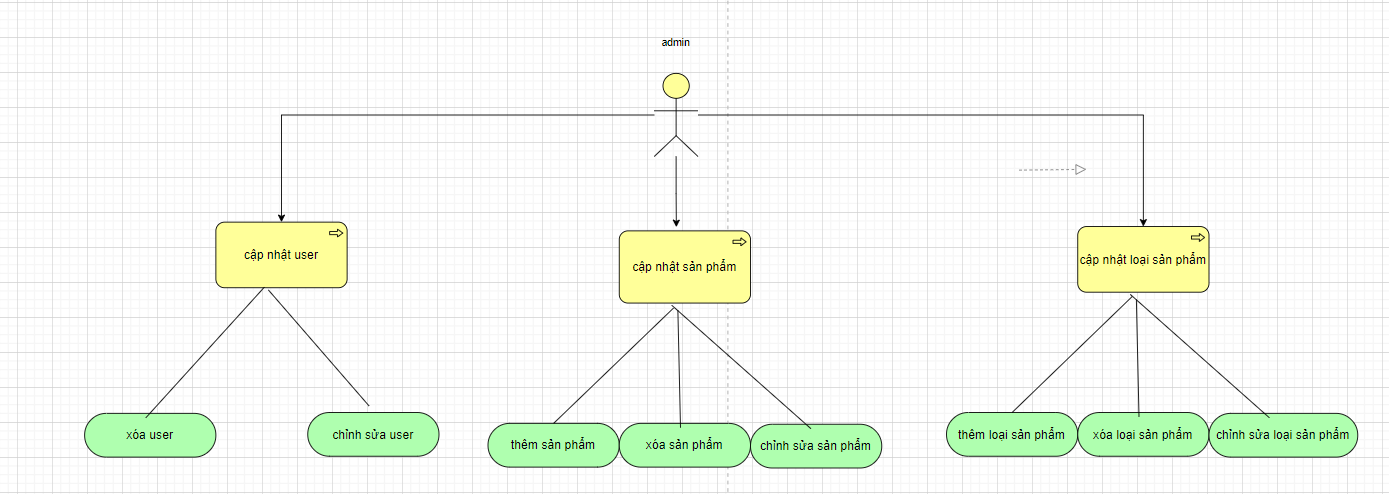 admin
cập nhật user
cập nhật sản phẩm
cập nhật loại sản phẩm
xóa user
chỉnh sửa user
thêm sản phẩm
xóa sản phẩm
chỉnh sửa sản phẩm
thêm loại sản phẩm
xóa loại sản phẩm
chỉnh sửa loại sản phẩm